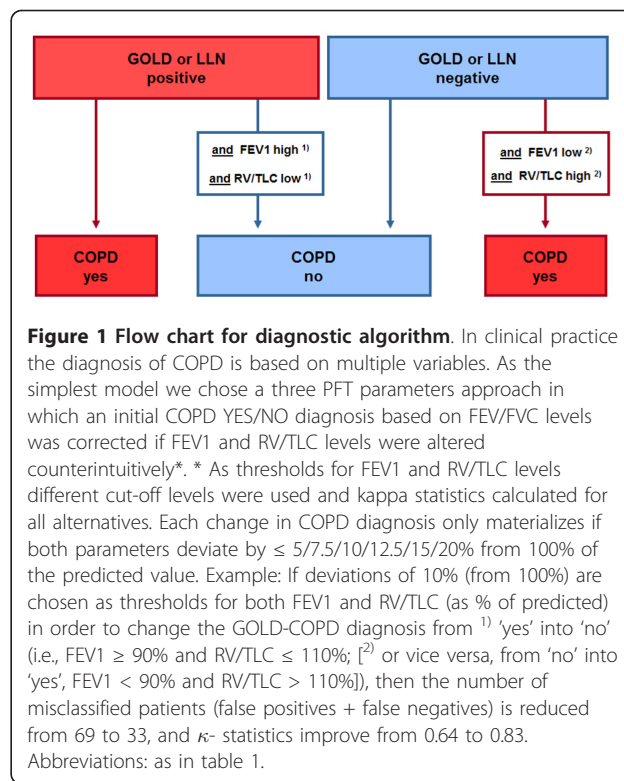 GOLD or LLN
positive
GOLD or LLN
negative
and FEV1 high 1)
and RV/TLC low 1)
and FEV1 low 2)
and RV/TLC high 2)
COPD
yes
COPD
no
COPD
yes
Figure 1 Flow chart for diagnostic algorithm. In clinical practice
the diagnosis of COPD is based on multiple variables. As the
simplest model we chose a three PFT parameters approach in
which an initial COPD YES/NO diagnosis based on FEV/FVC levels
was corrected if FEV1 and RV/TLC levels were altered
counterintuitively*. * As thresholds for FEV1 and RV/TLC levels
different cut-off levels were used and kappa statistics calculated for
all alternatives. Each change in COPD diagnosis only materializes if
both parameters deviate by ≤ 5/7.5/10/12.5/15/20% from 100% of
the predicted value. Example: If deviations of 10% (from 100%) are
chosen as thresholds for both FEV1 and RV/TLC (as % of predicted)
in order to change the GOLD-COPD diagnosis from 1) 'yes' into 'no'
(i.e., FEV1 ≥ 90% and RV/TLC ≤ 110%; [2) or vice versa, from 'no' into
'yes', FEV1 < 90% and RV/TLC > 110%]), then the number of
misclassified patients (false positives + false negatives) is reduced
from 69 to 33, and κ- statistics improve from 0.64 to 0.83.
Abbreviations: as in table 1.